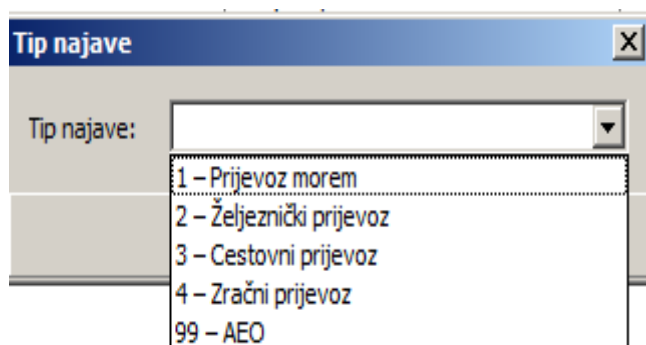 Tip najave
Tip najave:
1 – Prijevoz morem
2 – Željeznički prijevoz
3 – Cestovni prijevoz
4 – Zračni prijevoz
99 – AEO